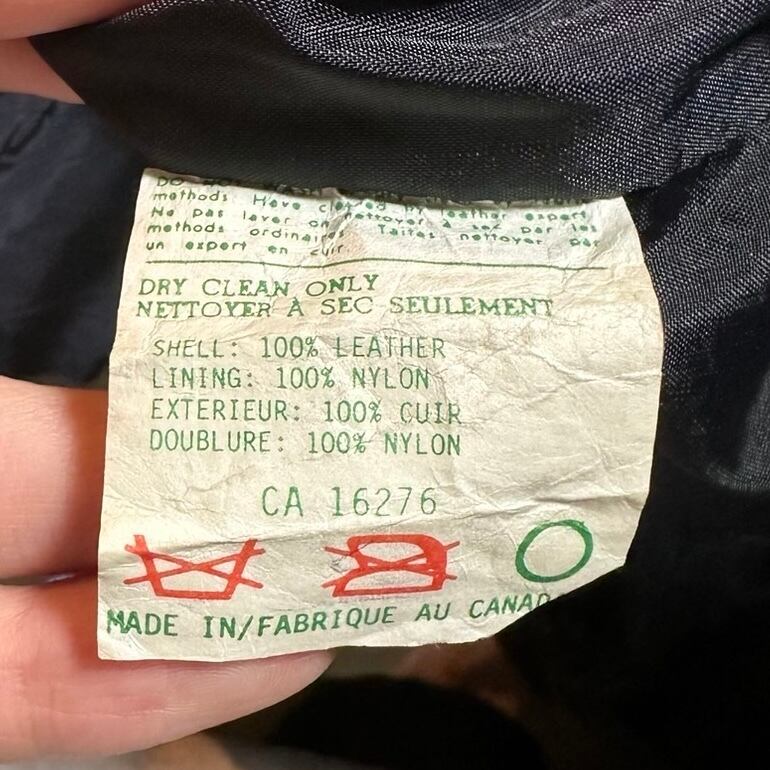 methods Have cleaned by leather expert
Ne pas laver ou nettoyer à sec par les
methods ordinaires Taites nettoyer par
un expert en cuir.
DRY CLEAN ONLY
NETTOYER À SEC SEULEMENT
SHELL: 100% LEATHER
LINING: 100% NYLON
EXTERIEUR: 100% CUIR
DOUBLURE: 100% NYLON
CA 16276
MADE IN/FABRIQUE AU CANAD